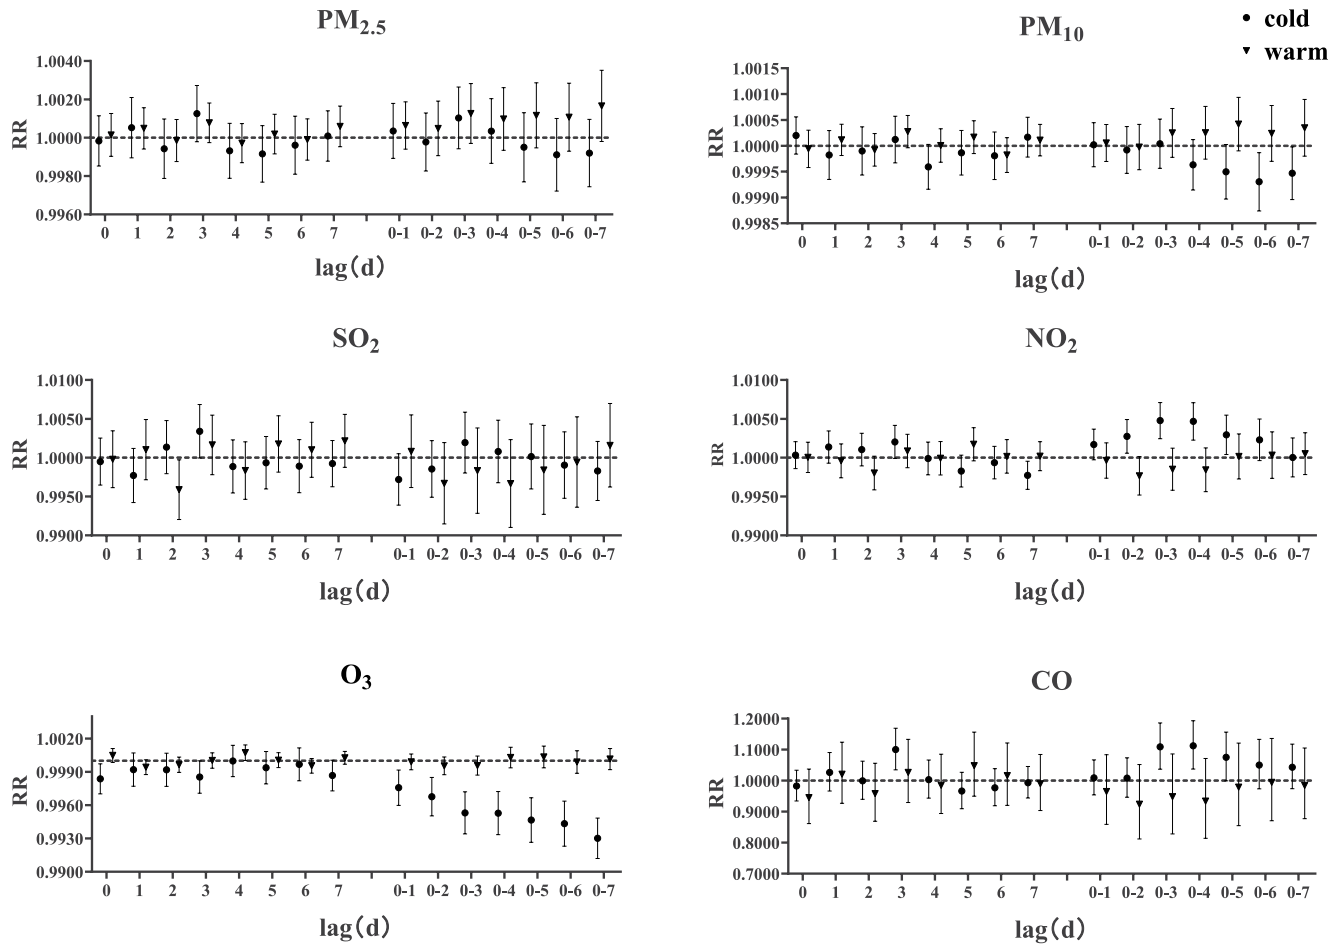 PM2.5
RR
1.0040
1.0020
1.0000
0.9980
0.9960
0 1 2 3 4 5 6 7 0-1 0-2 0-3 0-4 0-5 0-6 0-7
lag(d)
PM10
cold
warm
RR
1.0015
1.0010
1.0005
1.0000
0.9995
0.9990
0.9985
0 1 2 3 4 5 6 7 0-1 0-2 0-3 0-4 0-5 0-6 0-7
lag(d)
SO2
RR
1.0100
1.0050
1.0000
0.9950
0.9900
0 1 2 3 4 5 6 7 0-1 0-2 0-3 0-4 0-5 0-6 0-7
lag(d)
NO2
RR
1.0100
1.0050
1.0000
0.9950
0.9900
0 1 2 3 4 5 6 7 0-1 0-2 0-3 0-4 0-5 0-6 0-7
lag(d)
O3
RR
1.0020
0.9990
0.9960
0.9930
0.9900
0 1 2 3 4 5 6 7 0-1 0-2 0-3 0-4 0-5 0-6 0-7
lag(d)
CO
RR
1.2000
1.1000
1.0000
0.9000
0.8000
0.7000
0 1 2 3 4 5 6 7 0-1 0-2 0-3 0-4 0-5 0-6 0-7
lag(d)